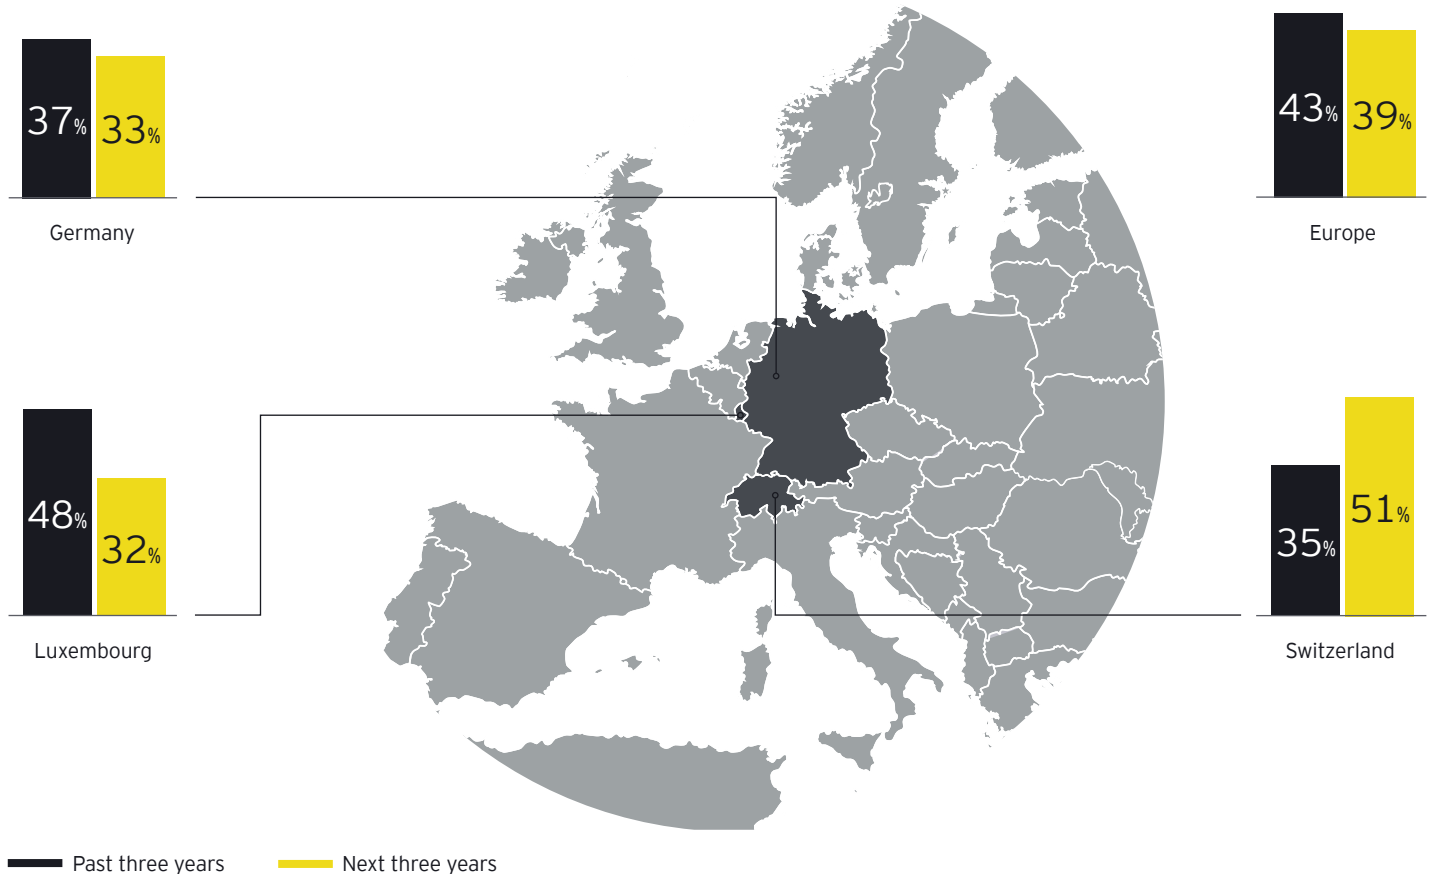 37%
33%
Germany
43%
39%
Europe
48%
32%
Luxembourg
35%
51%
Switzerland
Past three years
Next three years